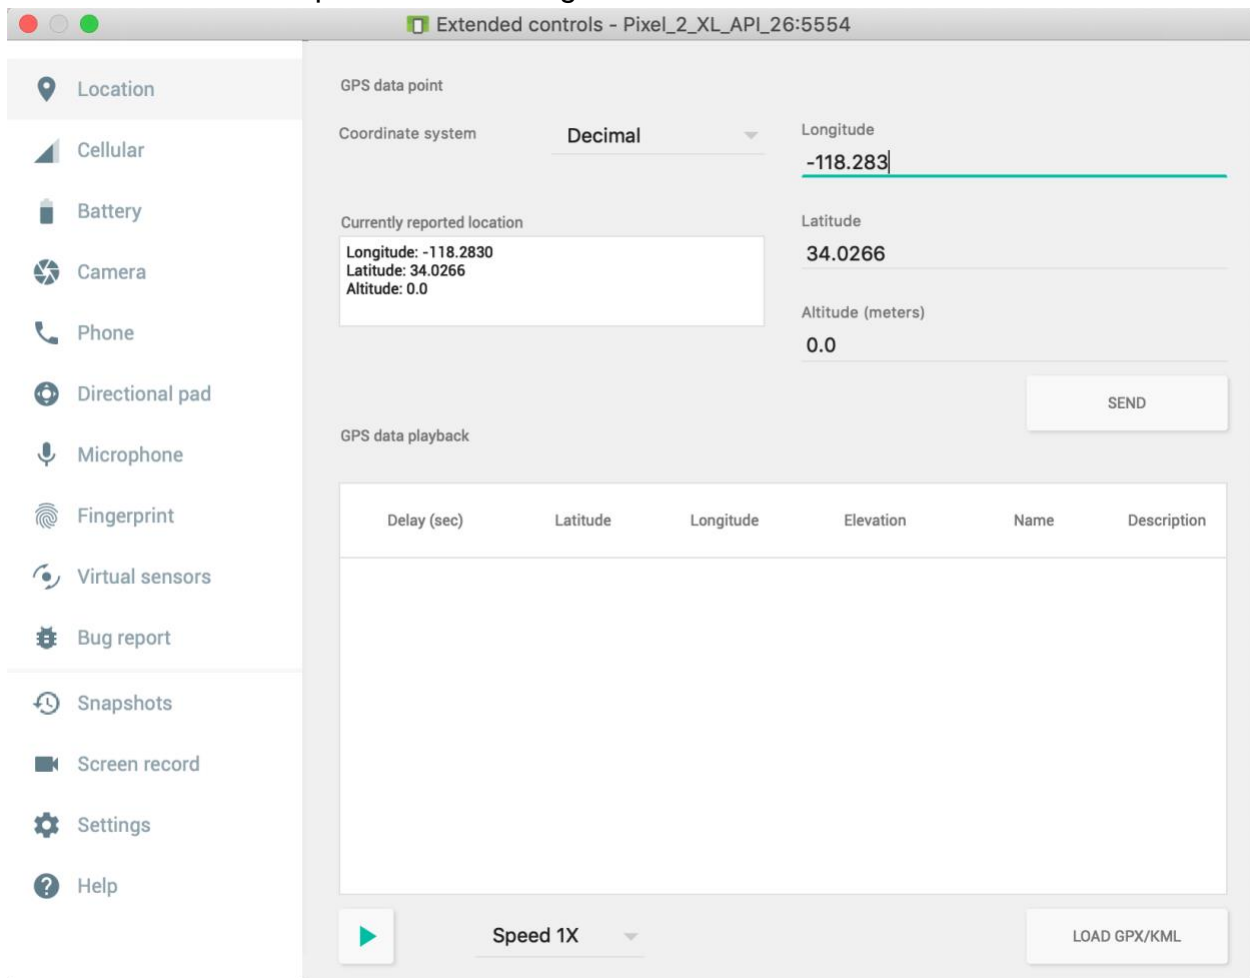 Extended controls - Pixel_2_XL_API_26:5554
Location
Cellular
Battery
Camera
Phone
Directional pad
Microphone
Fingerprint
Virtual sensors
Bug report
Snapshots
Screen record
Settings
Help
GPS data point
Coordinate system
Decimal
Longitude
-118.283
Currently reported location
Longitude: -118.2830
Latitude: 34.0266
Altitude: 0.0
Latitude
34.0266
Altitude (meters)
0.0
SEND
GPS data playback
Delay (sec) Latitude Longitude Elevation Name Description
Speed 1X
LOAD GPX/KML